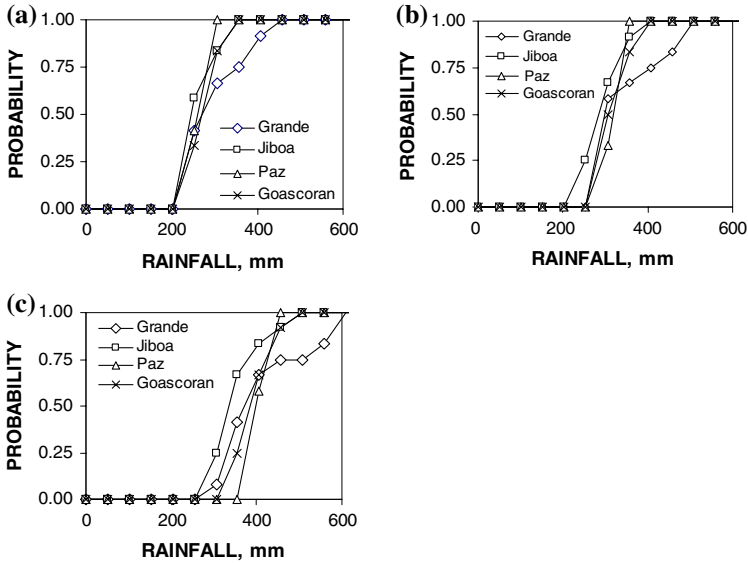 (a)
1.00
0.75
0.50
0.25
0.00
PROBABILITY
Grande
Jiboa
Paz
Goascoran
0
200
400
600
RAINFALL, mm
(b)
1.00
0.75
0.50
0.25
0.00
PROBABILITY
Grande
Jiboa
Paz
Goascoran
0
200
400
600
RAINFALL, mm
(c)
1.00
0.75
0.50
0.25
0.00
PROBABILITY
Grande
Jiboa
Paz
Goascoran
0
200
400
600
RAINFALL, mm